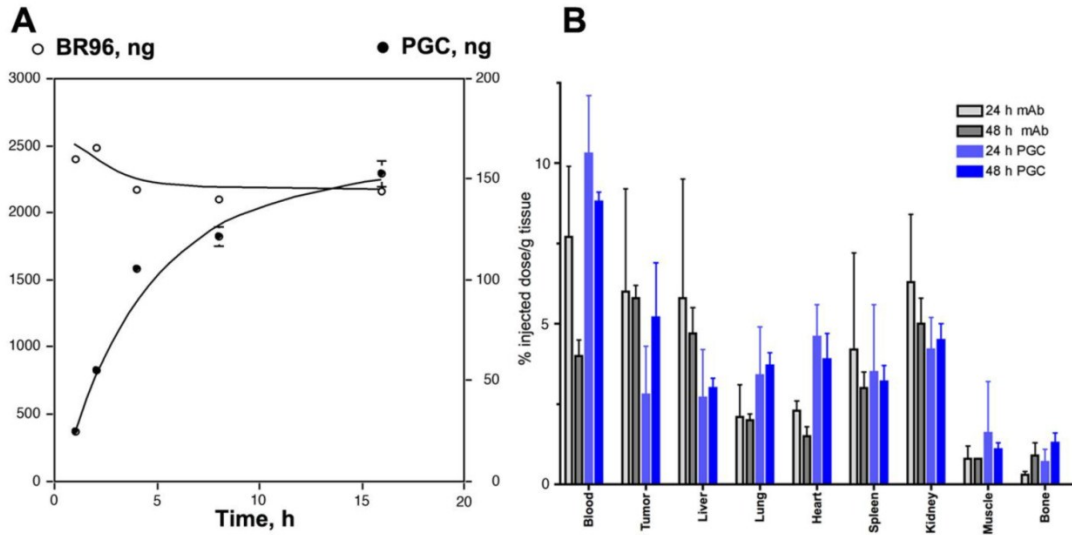 A
BR96, ng
PGC, ng
3000
2500
2000
1500
1000
500
0
200
150
100
50
0
0
5
10
15
20
Time, h
B
24 h mAb
48 h mAb
24 h PGC
48 h PGC
10
5
0
% injected dose/g tissue
Blood
Tumor
Liver
Lung
Heart
Spleen
Kidney
Muscle
Bone